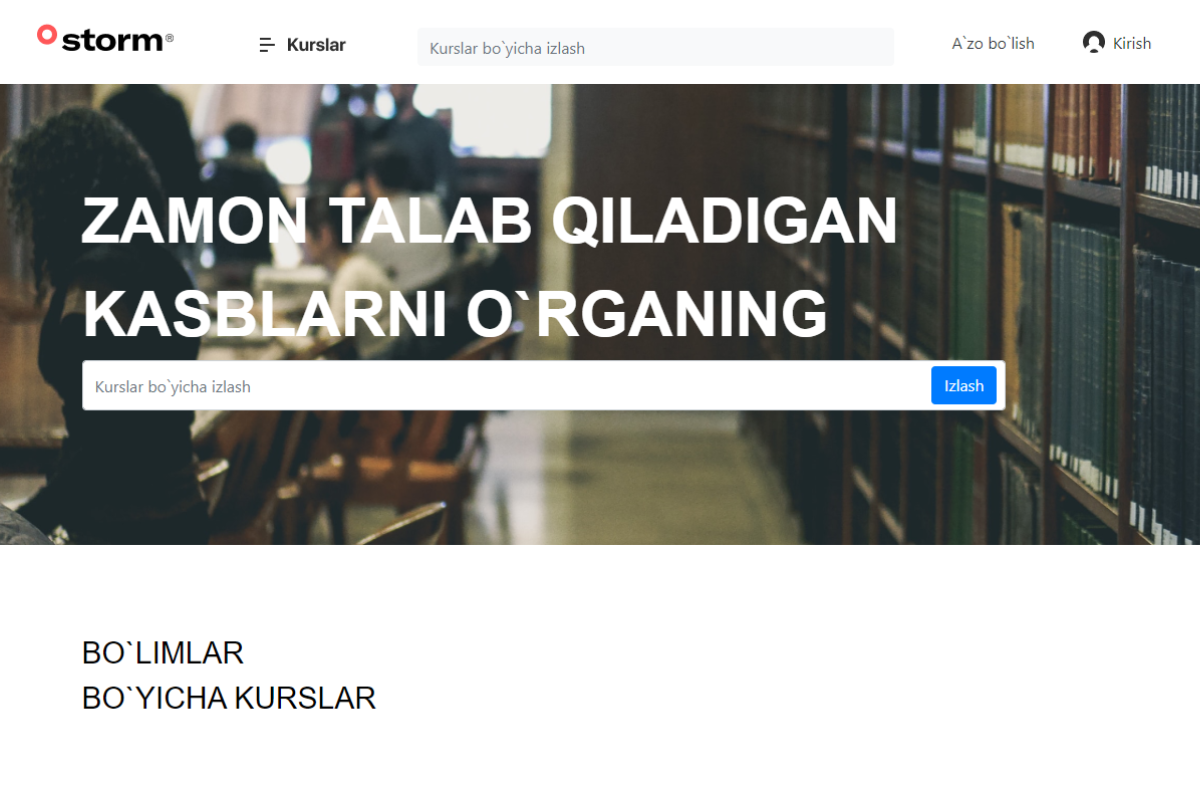 storm®
Kurslar
Kurslar bo`yicha izlash
A`zo bo`lish
Kirish
ZAMON TALAB QILADIGAN
KASBLARNI O`RGANING
Kurslar bo`yicha izlash
Izlash
BO`LIMLAR
BO`YICHA KURSLAR